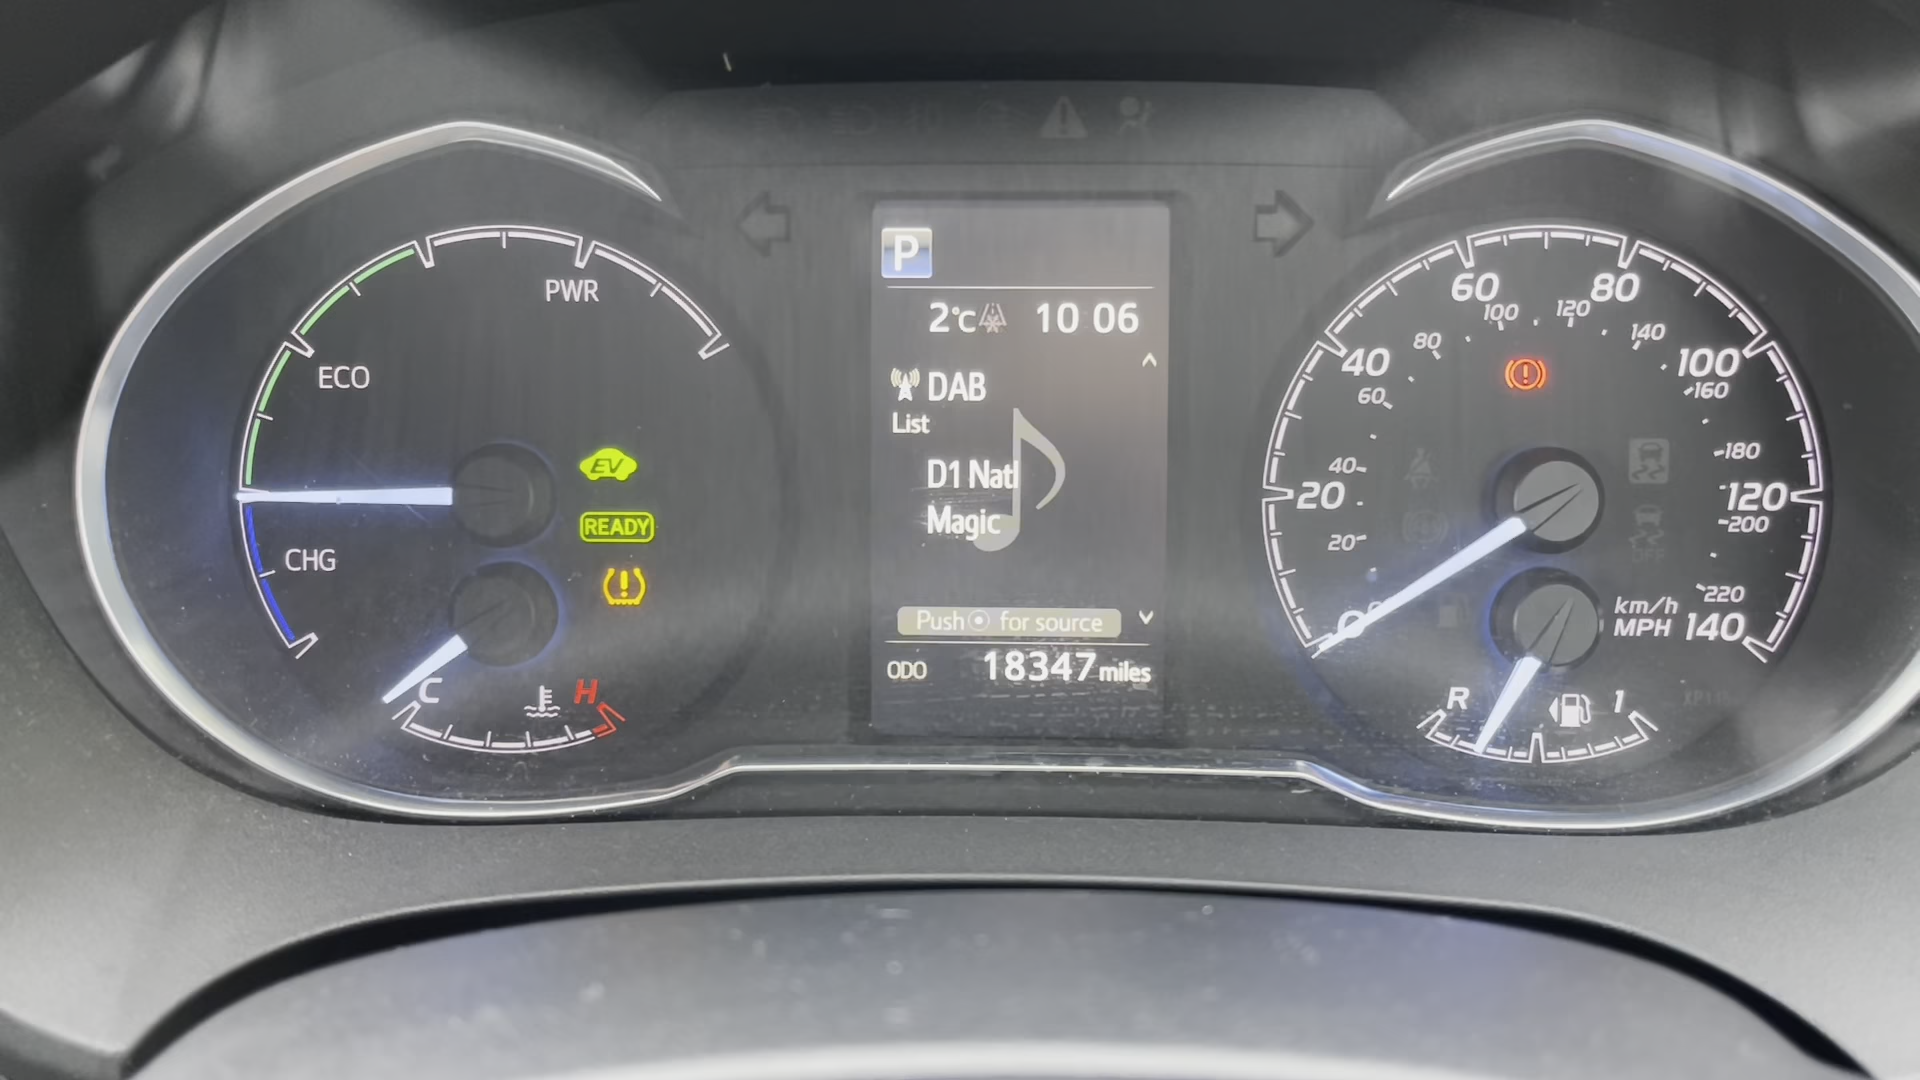 PWR
ECO
CHG
EV
READY
C
H
P
2°C 10 06
DAB
List
D1 Natl
Magic
Push for source
ODO 18347 miles
20
40
60
80
100
120
140
20
40
60
80
100
120
140
160
180
200
220
km/h
MPH
R
1
OFF